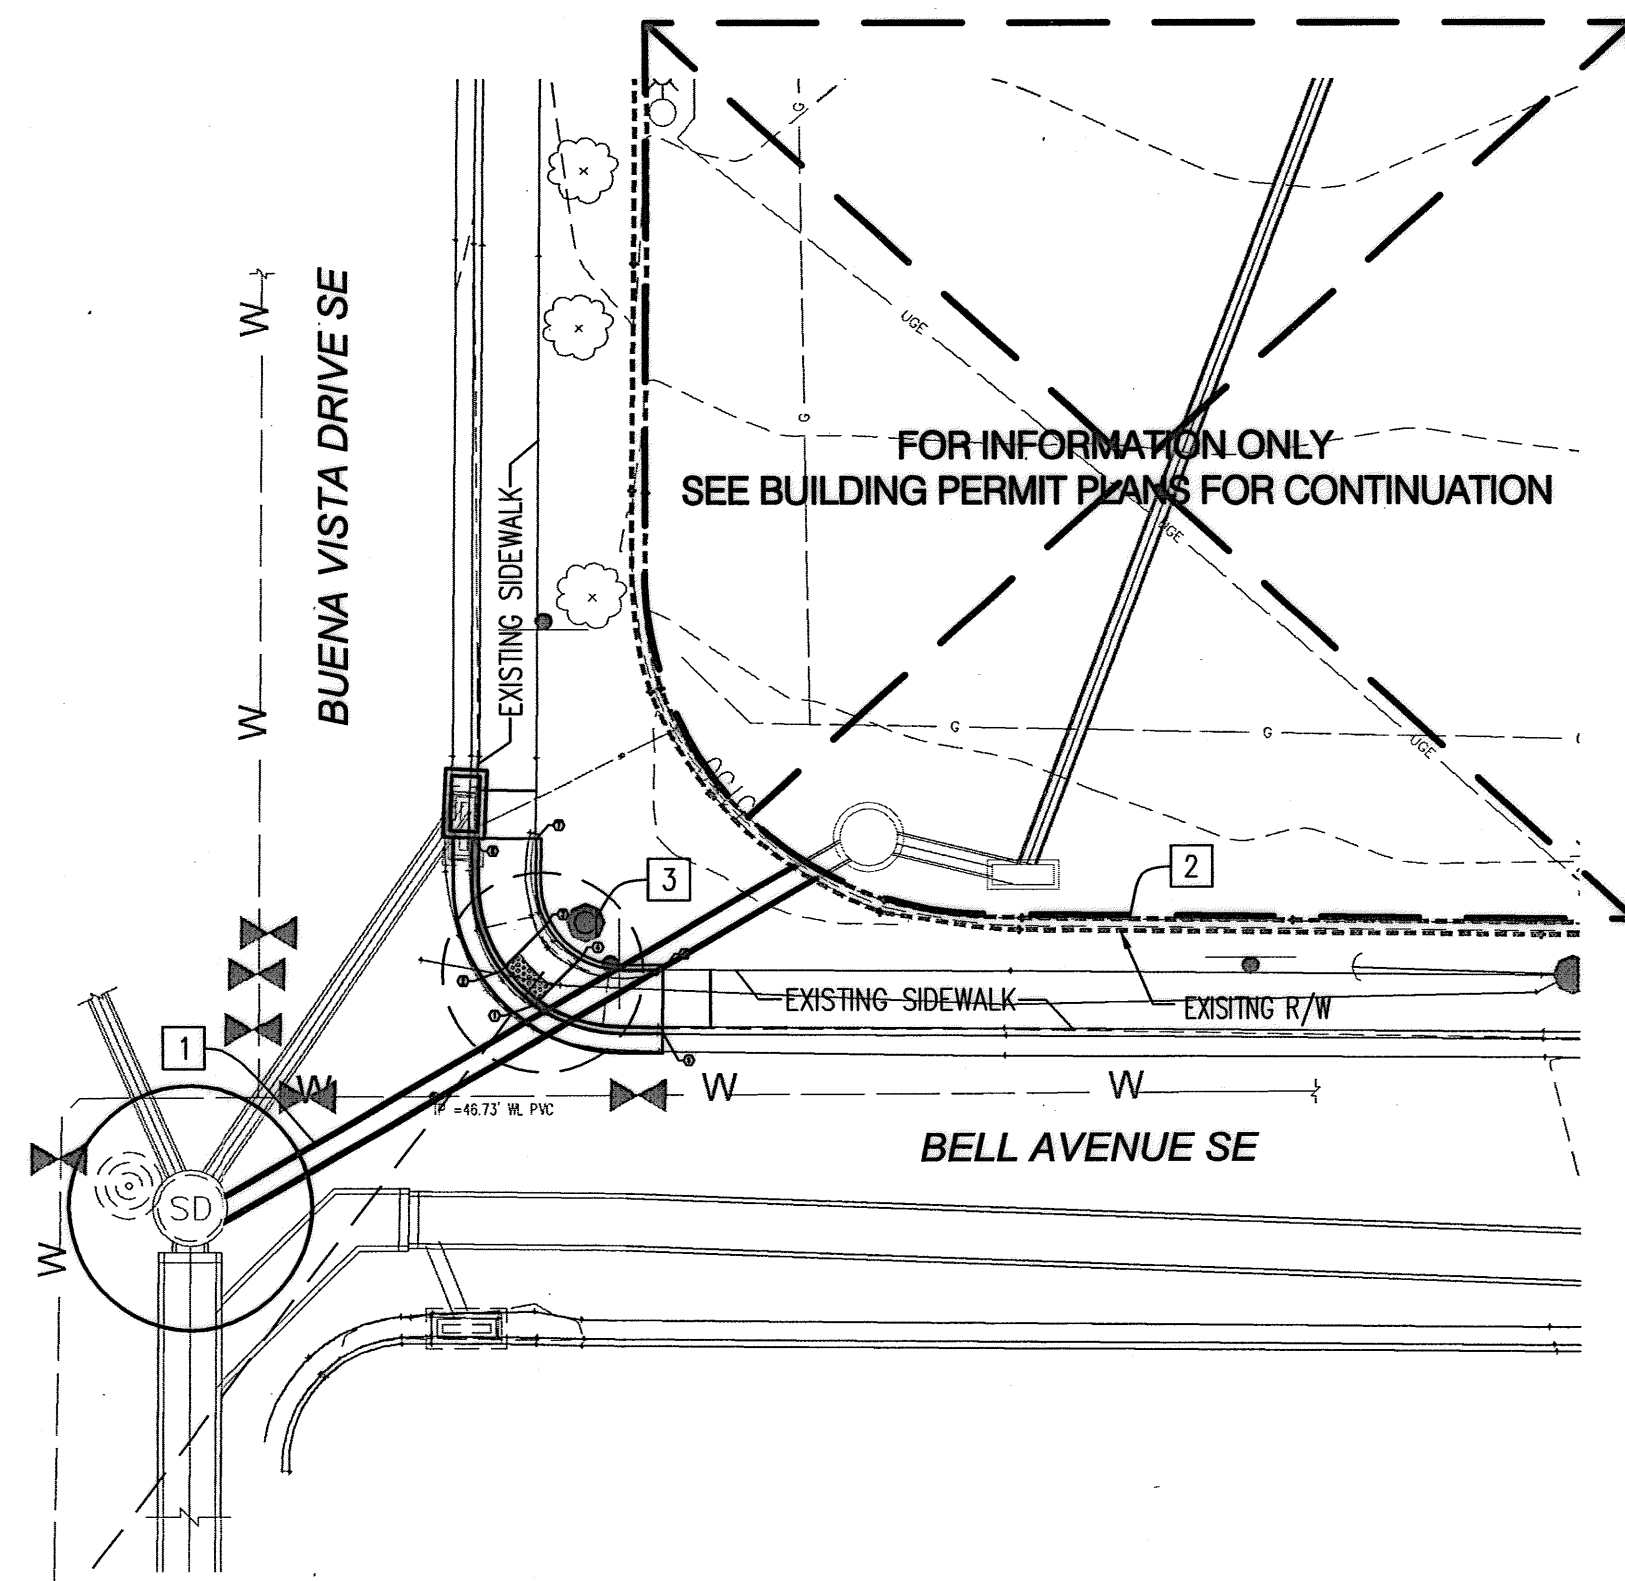 G
W
BUENA VISTA DRIVE SE
UGE
G
FOR INFORMATION ONLY
SEE BUILDING PERMIT PLANS FOR CONTINUATION
EXISTING SIDEWALK
UGE
W
G
G
UGE
3
2
EXISTING SIDEWALK
EXISITNG R/W
1
W
W
W
=46.73' WL PVC
BELL AVENUE SE
SD
W